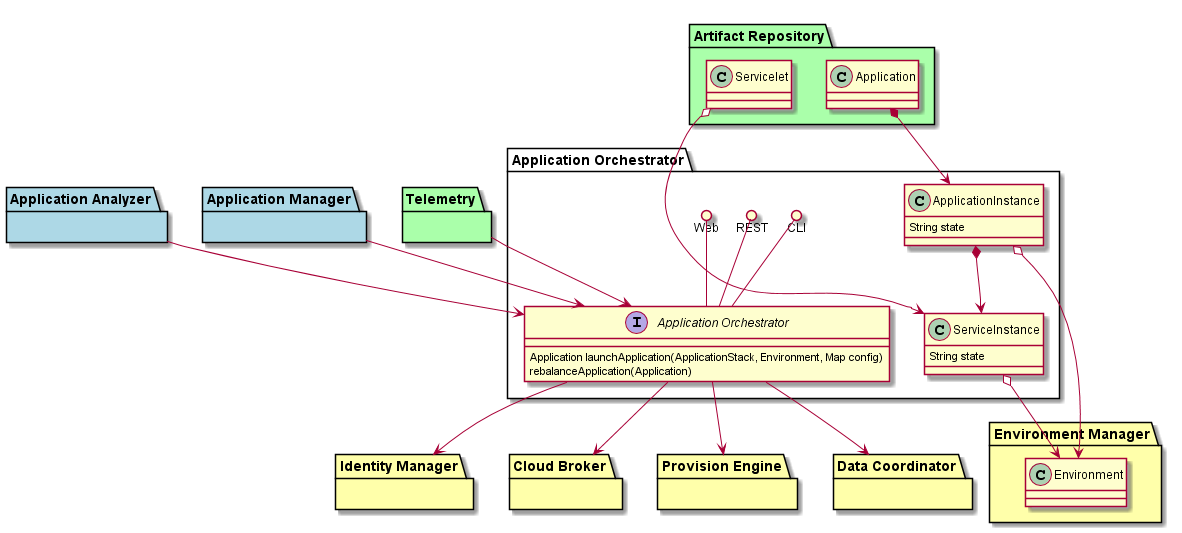 Artifact Repository
C Servicelet
C Application
Application Orchestrator
Application Analyzer
Application Manager
Telemetry
C ApplicationInstance
String state
Web
REST
CLI
I Application Orchestrator
Application launchApplication(ApplicationStack, Environment, Map config)
rebalanceApplication(Application)
C ServiceInstance
String state
Environment Manager
Identity Manager
Cloud Broker
Provision Engine
Data Coordinator
C Environment